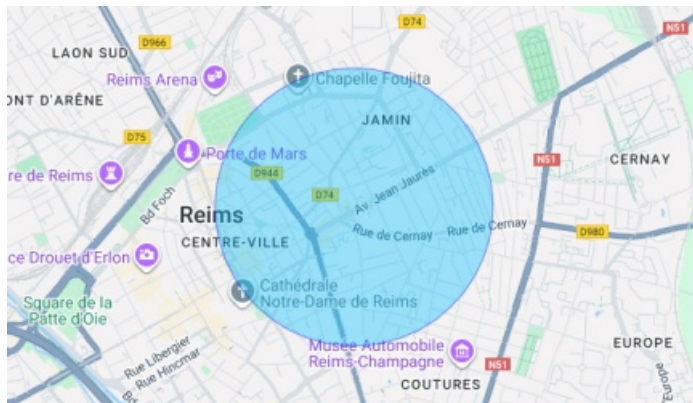 D74
N51
D966
LAON SUD
Reims Arena
Chapelle Foujita
ONT D'ARÊNE
JAMIN
D75
Porte de Mars
N51
CERNAY
re de Reims
D944
D74
Av. Jean Jaurès
Bd Foch
Reims
Rue de Cernay
Rue de Cernay
D980
CENTRE-VILLE
ce Drouet d'Erlon
Cathédrale
Notre-Dame de Reims
Square de la
Patte d'Oie
Musée Automobile
Reims-Champagne
EUROPE
Rue Libergier
Rue Hincmar
N51
COUTURES